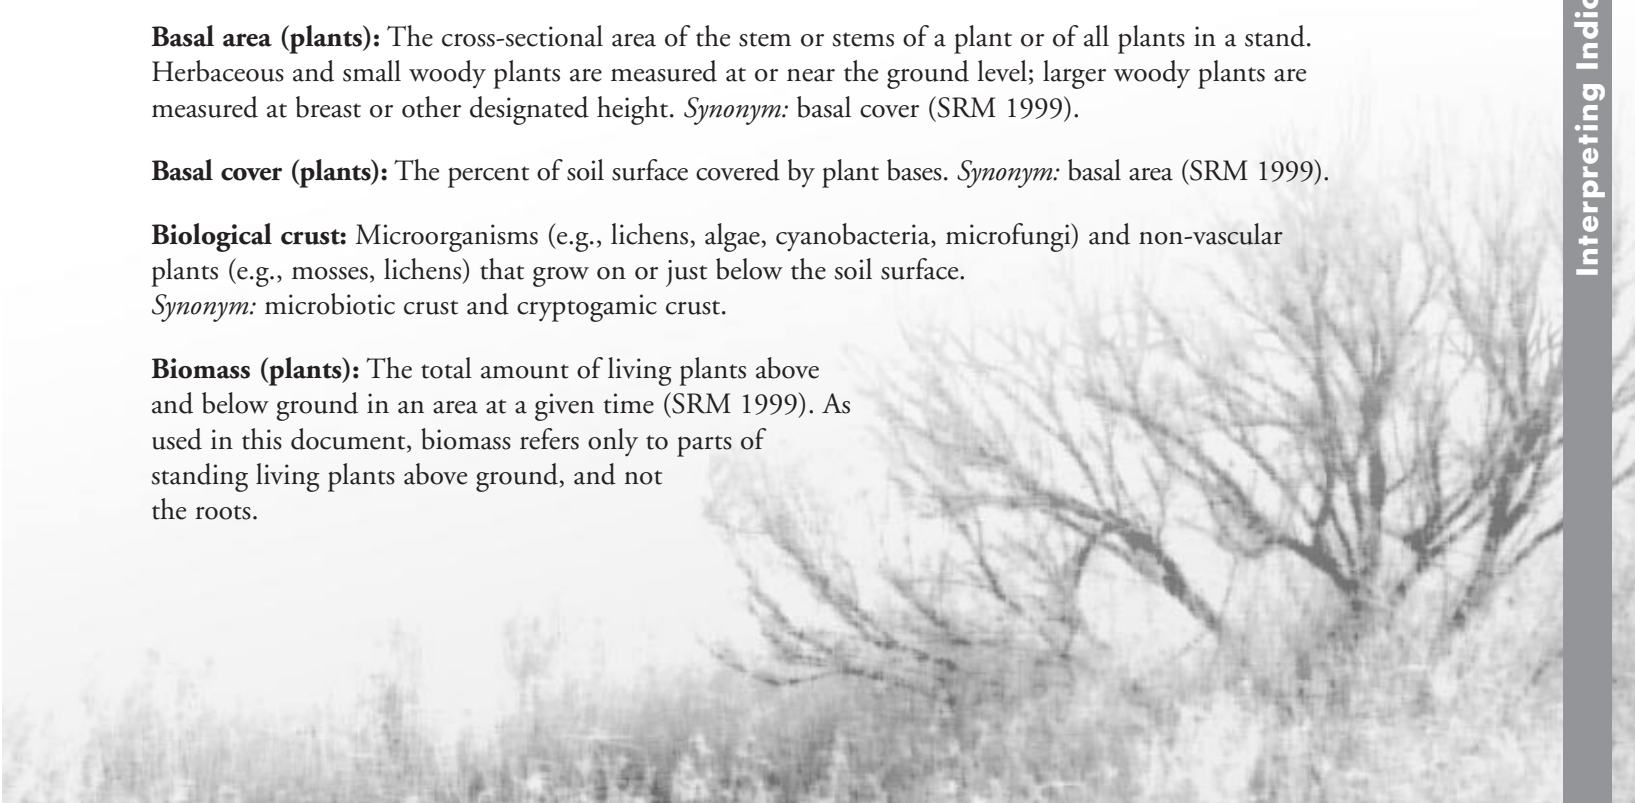 Basal area (plants): The cross-sectional area of the stem or stems of a plant or of all plants in a stand.
Herbaceous and small woody plants are measured at or near the ground level; larger woody plants are
measured at breast or other designated height. Synonym: basal cover (SRM 1999).
Basal cover (plants): The percent of soil surface covered by plant bases. Synonym: basal area (SRM 1999).
Biological crust: Microorganisms (e.g., lichens, algae, cyanobacteria, microfungi) and non-vascular
plants (e.g., mosses, lichens) that grow on or just below the soil surface.
Synonym: microbiotic crust and cryptogamic crust.
Biomass (plants): The total amount of living plants above
and below ground in an area at a given time (SRM 1999). As
used in this document, biomass refers only to parts of
standing living plants above ground, and not
the roots.
Interpreting Indic